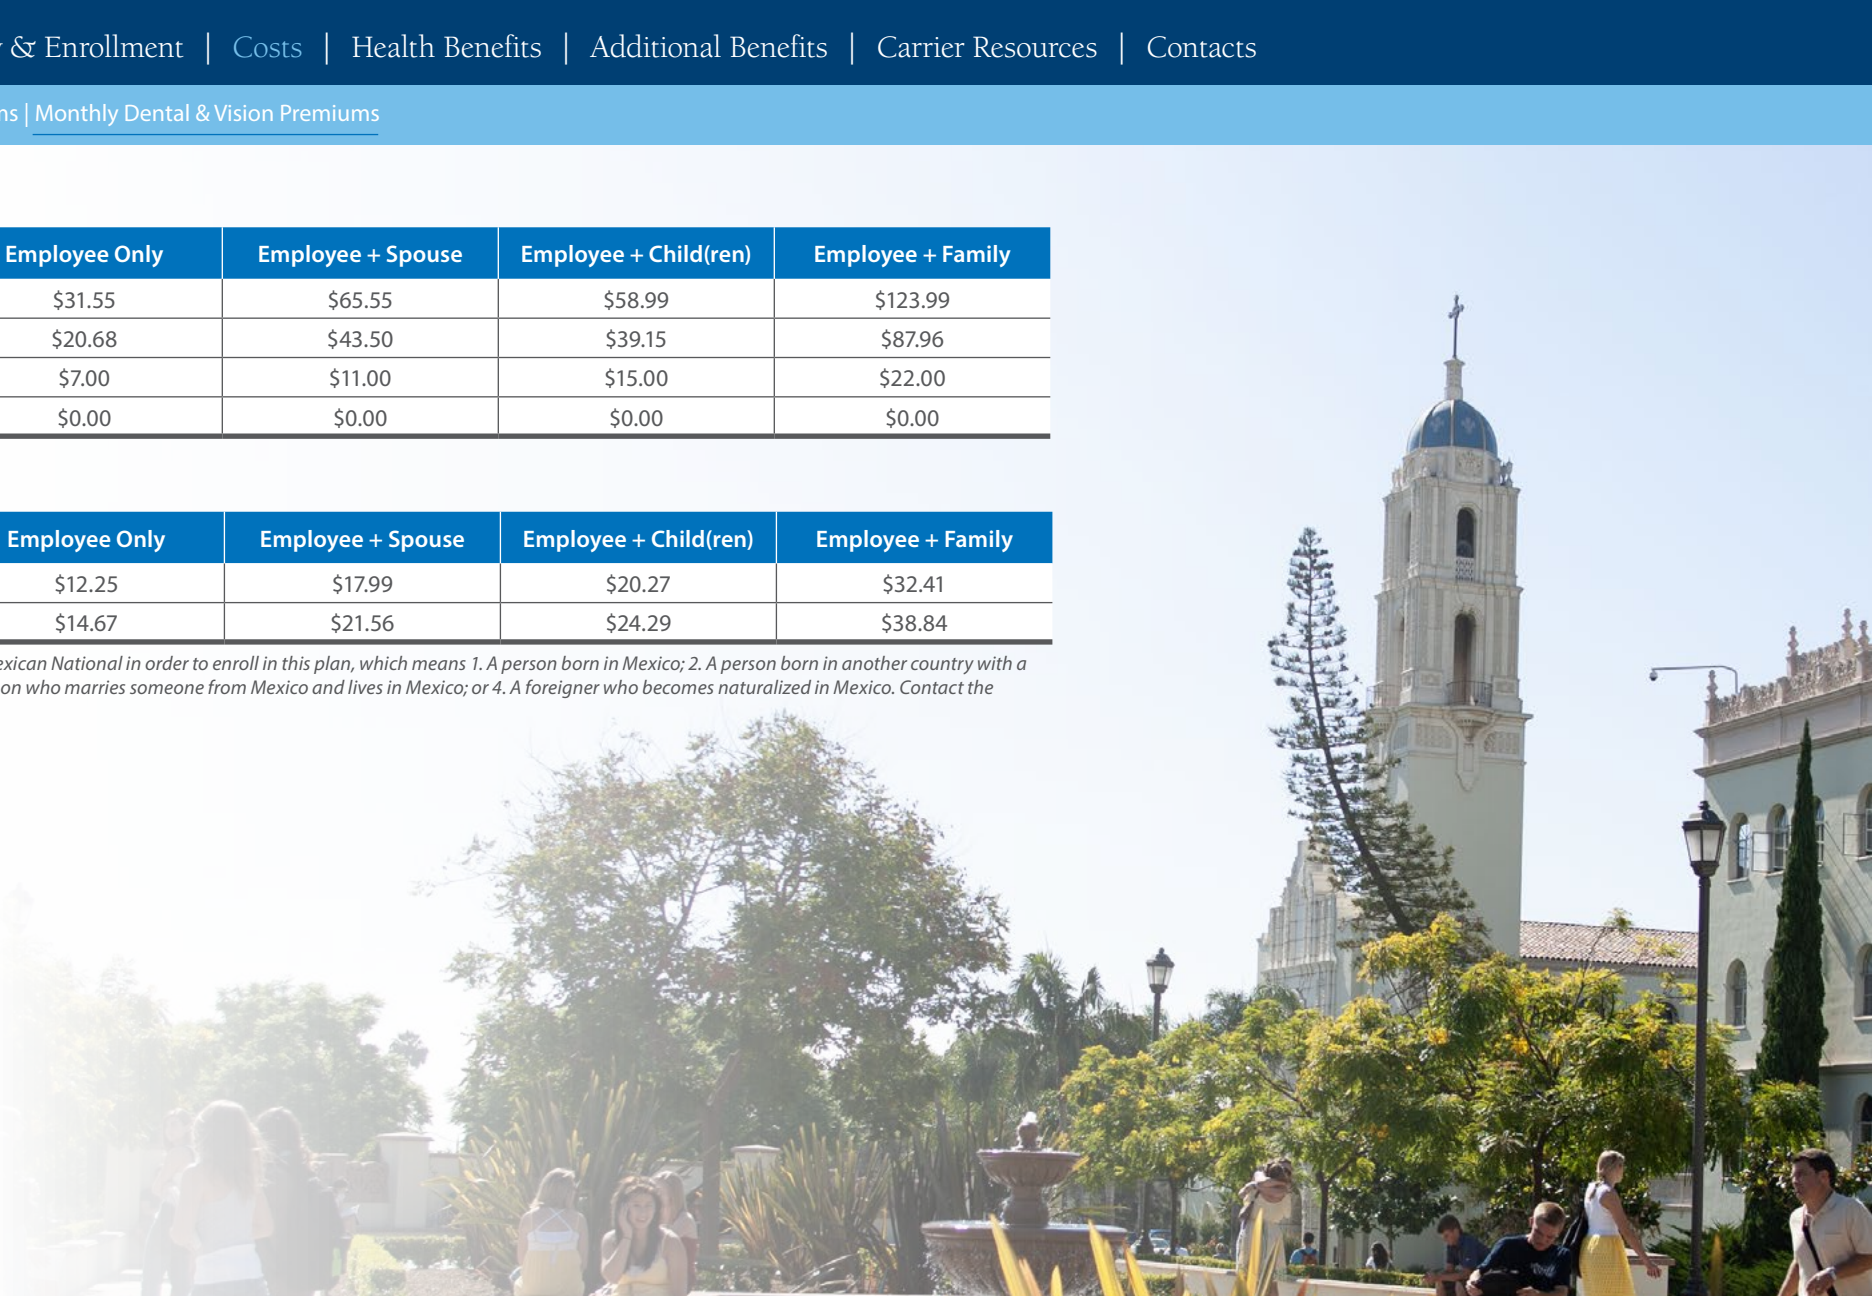 & Enrollment | Costs | Health Benefits | Additional Benefits | Carrier Resources | Contacts
| Monthly Dental & Vision Premiums
Employee Only Employee + Spouse Employee + Child(ren) Employee + Family
$31.55 $65.55 $58.99 $123.99
$20.68 $43.50 $39.15 $87.96
$7.00 $11.00 $15.00 $22.00
$0.00 $0.00 $0.00 $0.00
Employee Only Employee + Spouse Employee + Child(ren) Employee + Family
$12.25 $17.99 $20.27 $32.41
$14.67 $21.56 $24.29 $38.84
exican National in order to enroll in this plan, which means 1. A person born in Mexico; 2. A person born in another country with a
on who marries someone from Mexico and lives in Mexico; or 4. A foreigner who becomes naturalized in Mexico. Contact the